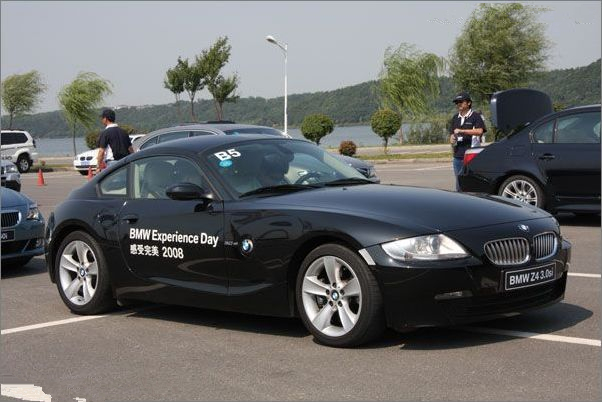 B5
BMW Experience Day
感受完美 2008
BMW Z4 3.0si